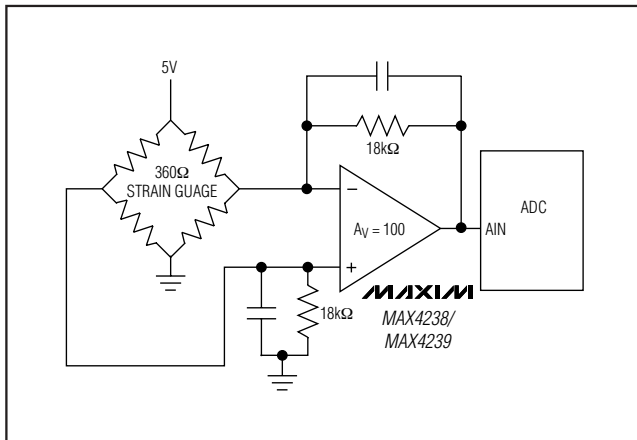 5V
360Ω
STRAIN GUAGE
18kΩ
−
AV = 100
+
AIN
ADC
18kΩ
MAXIM
MAX4238/
MAX4239